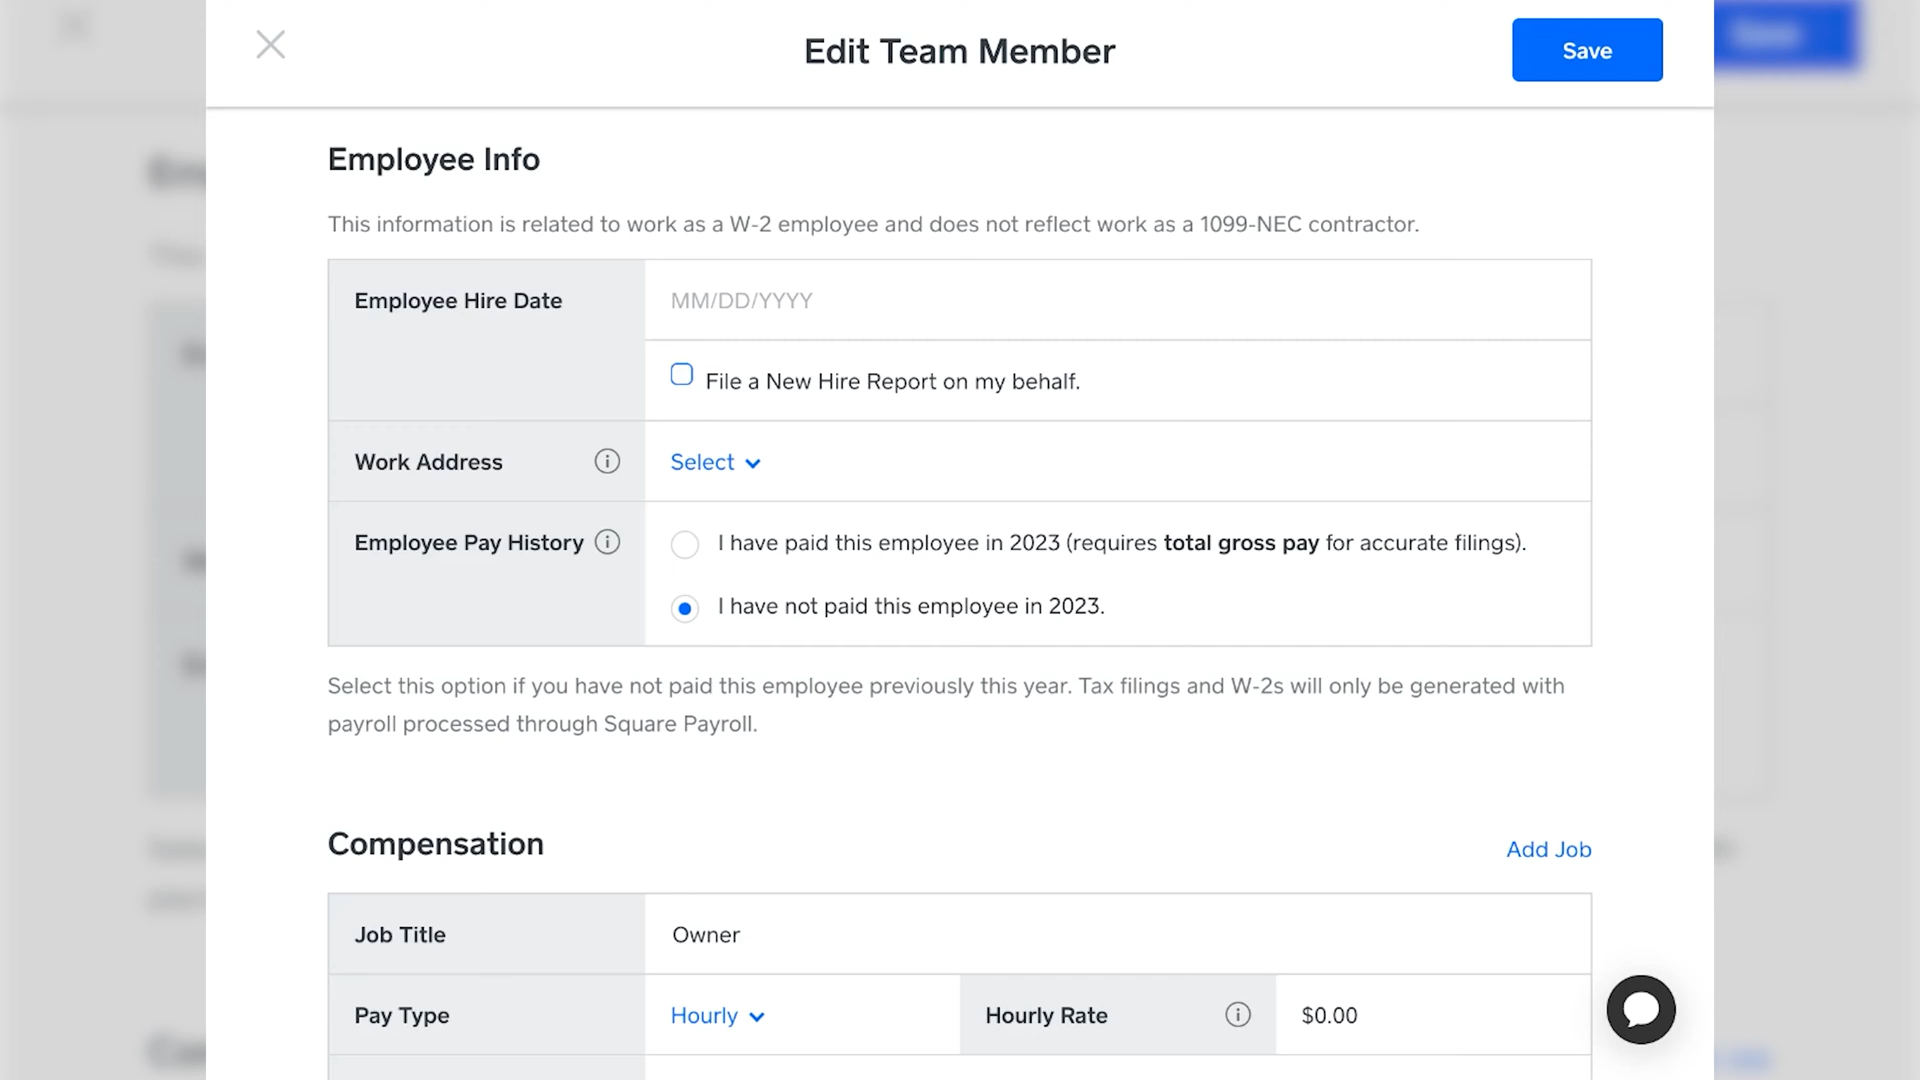 Edit Team Member
Save
Employee Info
This information is related to work as a W-2 employee and does not reflect work as a 1099-NEC contractor.
Employee Hire Date
MM/DD/YYYY
File a New Hire Report on my behalf.
Work Address
Select
Employee Pay History
I have paid this employee in 2023 (requires total gross pay for accurate filings).
I have not paid this employee in 2023.
Select this option if you have not paid this employee previously this year. Tax filings and W-2s will only be generated with
payroll processed through Square Payroll.
Compensation
Add Job
Job Title
Owner
Pay Type
Hourly
Hourly Rate
$0.00